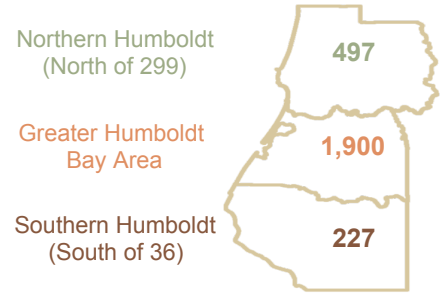 Northern Humboldt
(North of 299)
497
Greater Humboldt
Bay Area
1,900
Southern Humboldt
(South of 36)
227